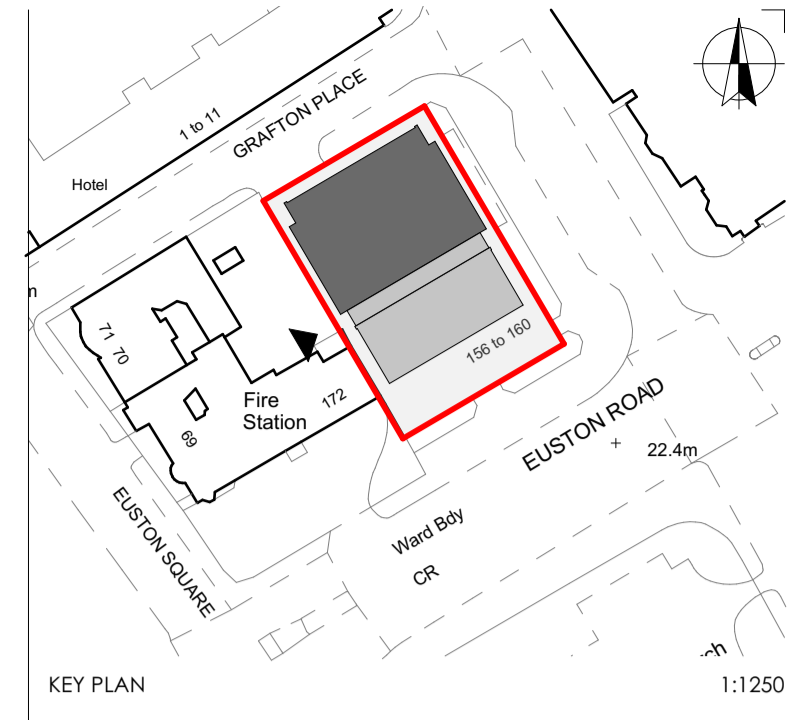 1 to 11
GRAFTON PLACE
Hotel
71
70
156 to 160
Fire
Station
172
69
EUSTON ROAD
22.4m
EUSTON SQUARE
Ward Bdy
CR
KEY PLAN
1:1250